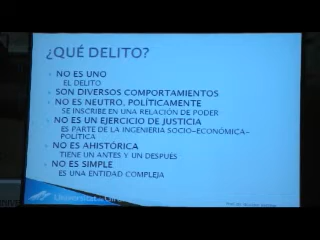 ¿QUÉ DELITO?
NO ES UNO
EL DELITO
SON DIVERSOS COMPORTAMIENTOS
NO ES NEUTRO, POLÍTICAMENTE
SE INSCRIBE EN UNA RELACIÓN DE PODER
NO ES UN EJERCICIO DE JUSTICIA
ES PARTE DE LA INGENIERIA SOCIO-ECONÓMICA-
POLÍTICA
NO ES AHISTÓRICA
TIENE UN ANTES Y UN DESPUÉS
NO ES SIMPLE
ES UNA ENTIDAD COMPLEJA